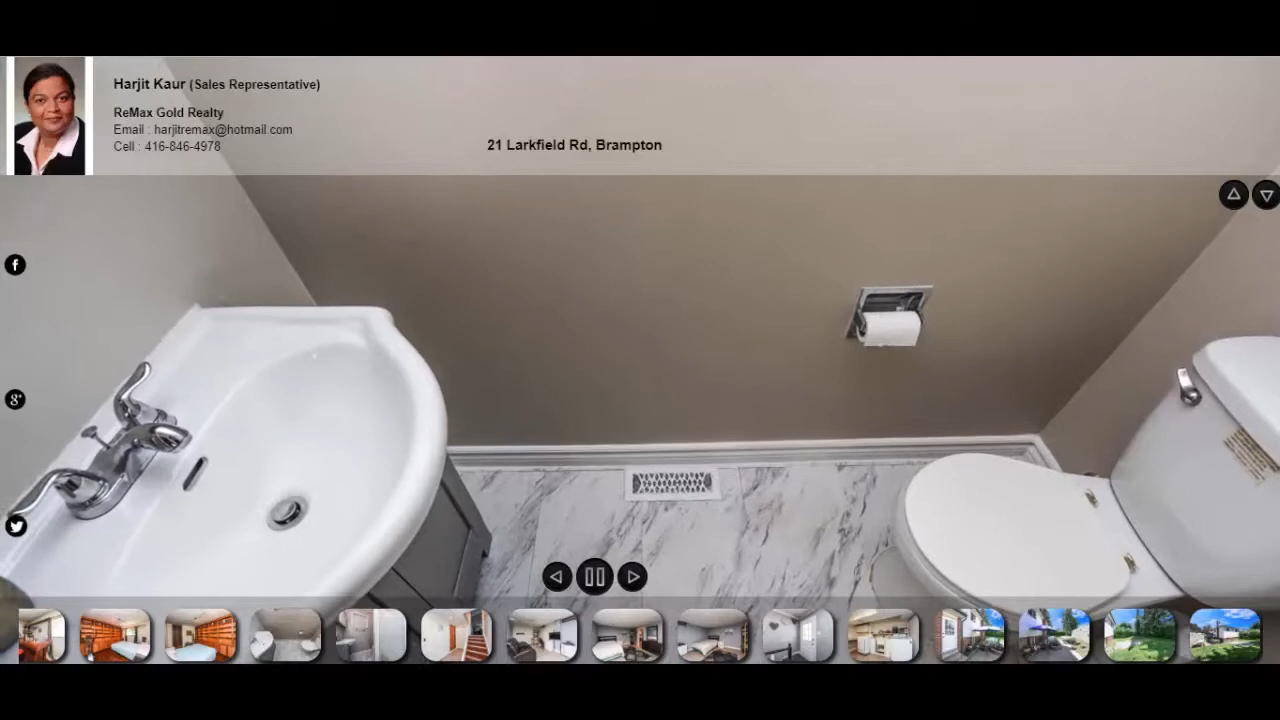 Harjit Kaur (Sales Representative)
ReMax Gold Realty
Email : harjitremax@hotmail.com
Cell : 416-846-4978
21 Larkfield Rd, Brampton